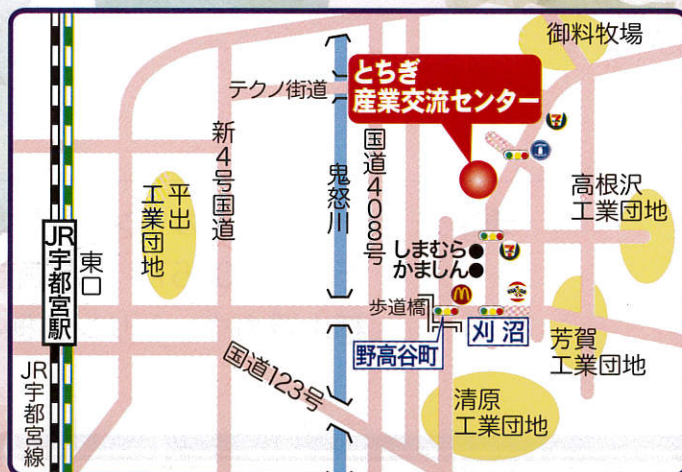 御料牧場
とちぎ
産業交流センター
テクノ街道
新4号国道
国道408号
鬼怒川
平出
工業団地
高根沢
工業団地
JR宇都宮駅
東口
しまむら
かましん
歩道橋
野高谷町
刈沼
芳賀
工業団地
国道123号
清原
工業団地
JR宇都宮線